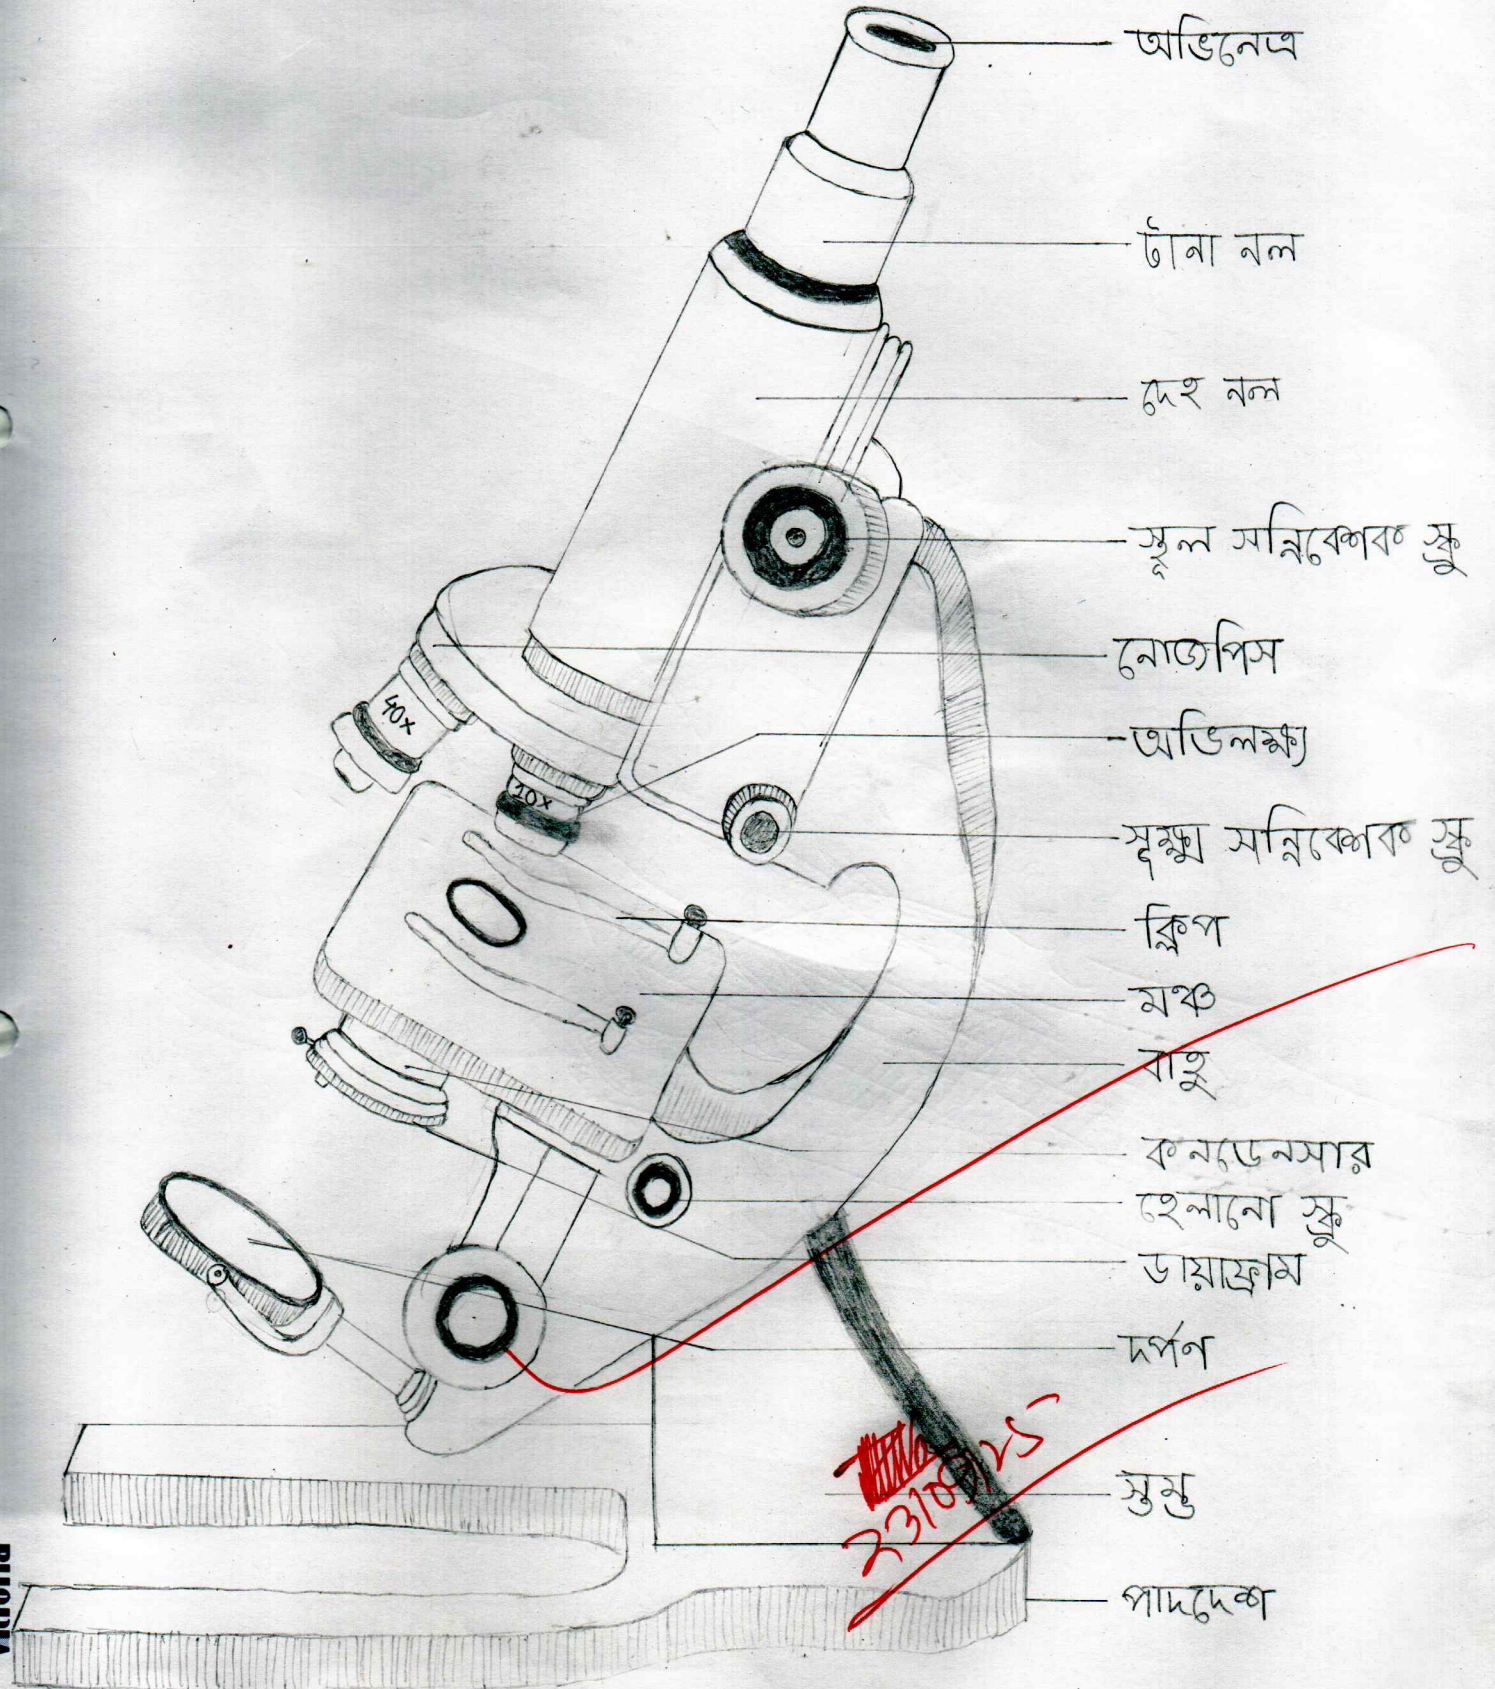 অভিনেত্র
টানা নল
দেহ নল
স্থূল সন্নিবেশক স্ক্রু
নোজপিস
40x
অভিলক্ষ্য
10x
সূক্ষ্ম সন্নিবেশক স্ক্রু
ক্লিপ
মঞ্চ
বাহু
কনডেনসার
হেলানো স্ক্রু
ডায়াফ্রাম
দর্পণ
স্তম্ভ
পাদদেশ